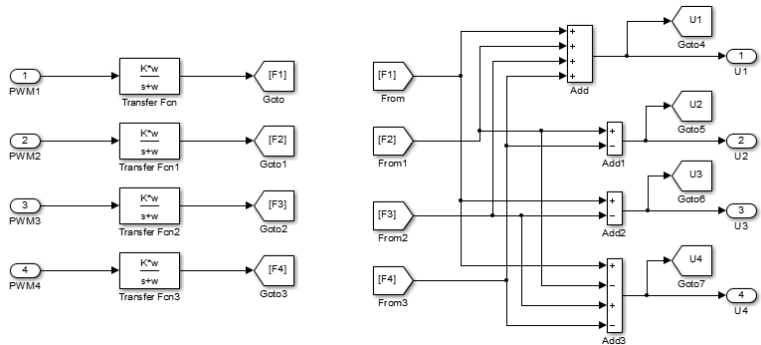 1
PWM1
K*w
s+w
Transfer Fcn
[F1]
Goto
2
PWM2
K*w
s+w
Transfer Fcn1
[F2]
Goto1
3
PWM3
K*w
s+w
Transfer Fcn2
[F3]
Goto2
4
PWM4
K*w
s+w
Transfer Fcn3
[F4]
Goto3
[F1]
From
[F2]
From1
[F3]
From2
[F4]
From3
+
+
+
+
Add
U1
Goto4
1
U1
+
−
Add1
U2
Goto5
2
U2
+
−
Add2
U3
Goto6
3
U3
+
−
+
−
Add3
U4
Goto7
4
U4